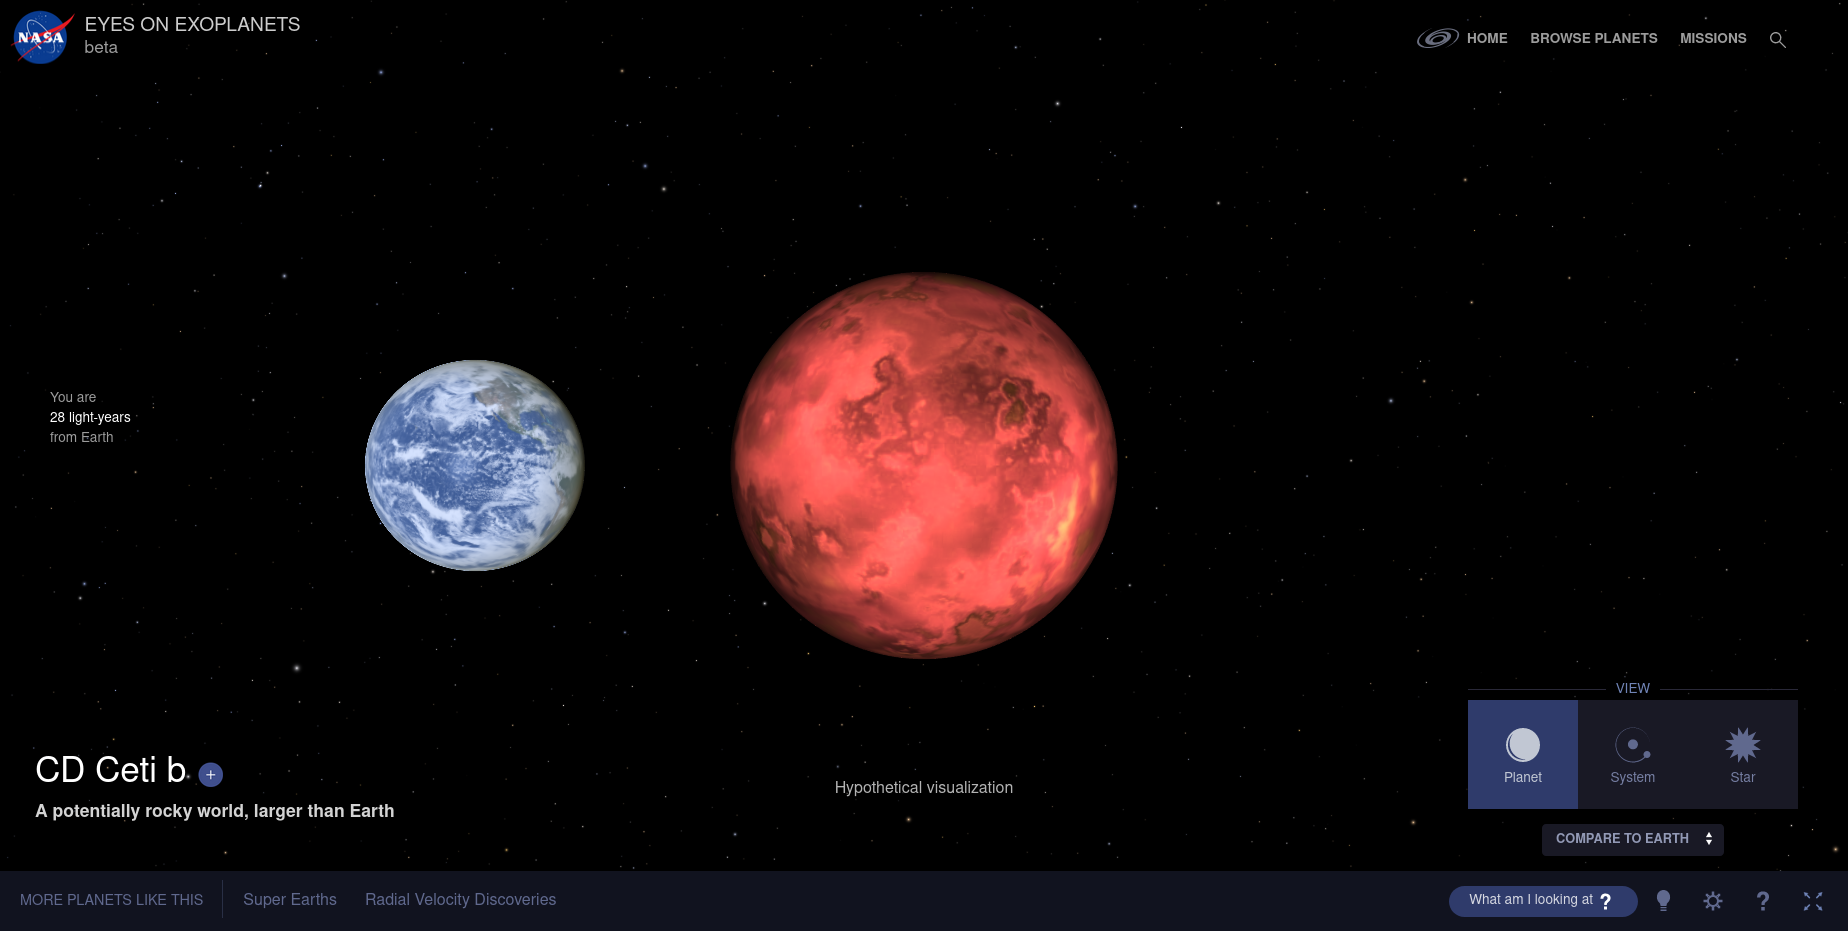 NASA
EYES ON EXOPLANETS
beta
HOME
BROWSE PLANETS
MISSIONS
You are
28 light-years
from Earth
CD Ceti b +
A potentially rocky world, larger than Earth
Hypothetical visualization
VIEW
Planet
System
Star
COMPARE TO EARTH
MORE PLANETS LIKE THIS
Super Earths
Radial Velocity Discoveries
What am I looking at ?
?